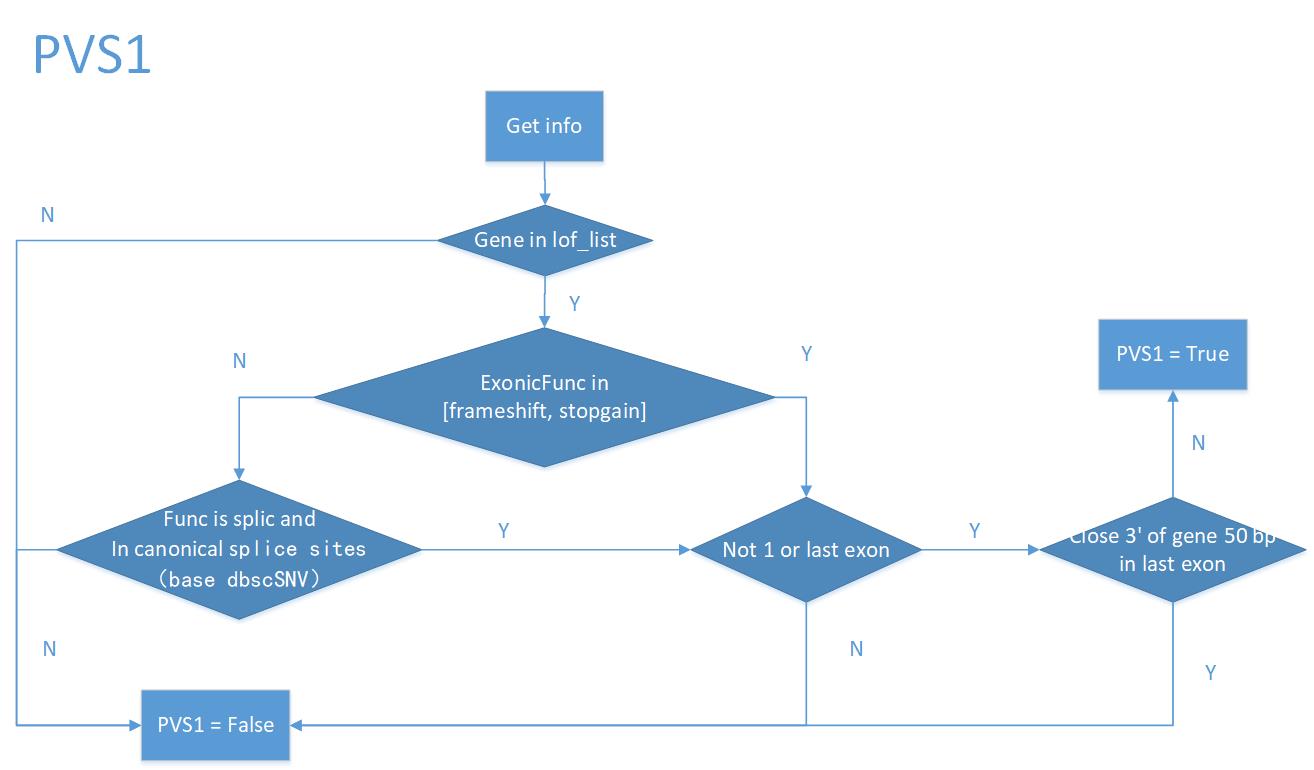 PVS1
Get info
N
Gene in lof_list
Y
N
Y
ExonicFunc in
[frameshift, stopgain]
PVS1 = True
N
Func is splic and
In canonical splice sites
(base dbscSNV)
Y
Not 1 or last exon
Y
Close 3' of gene 50 bp
in last exon
N
N
Y
PVS1 = False